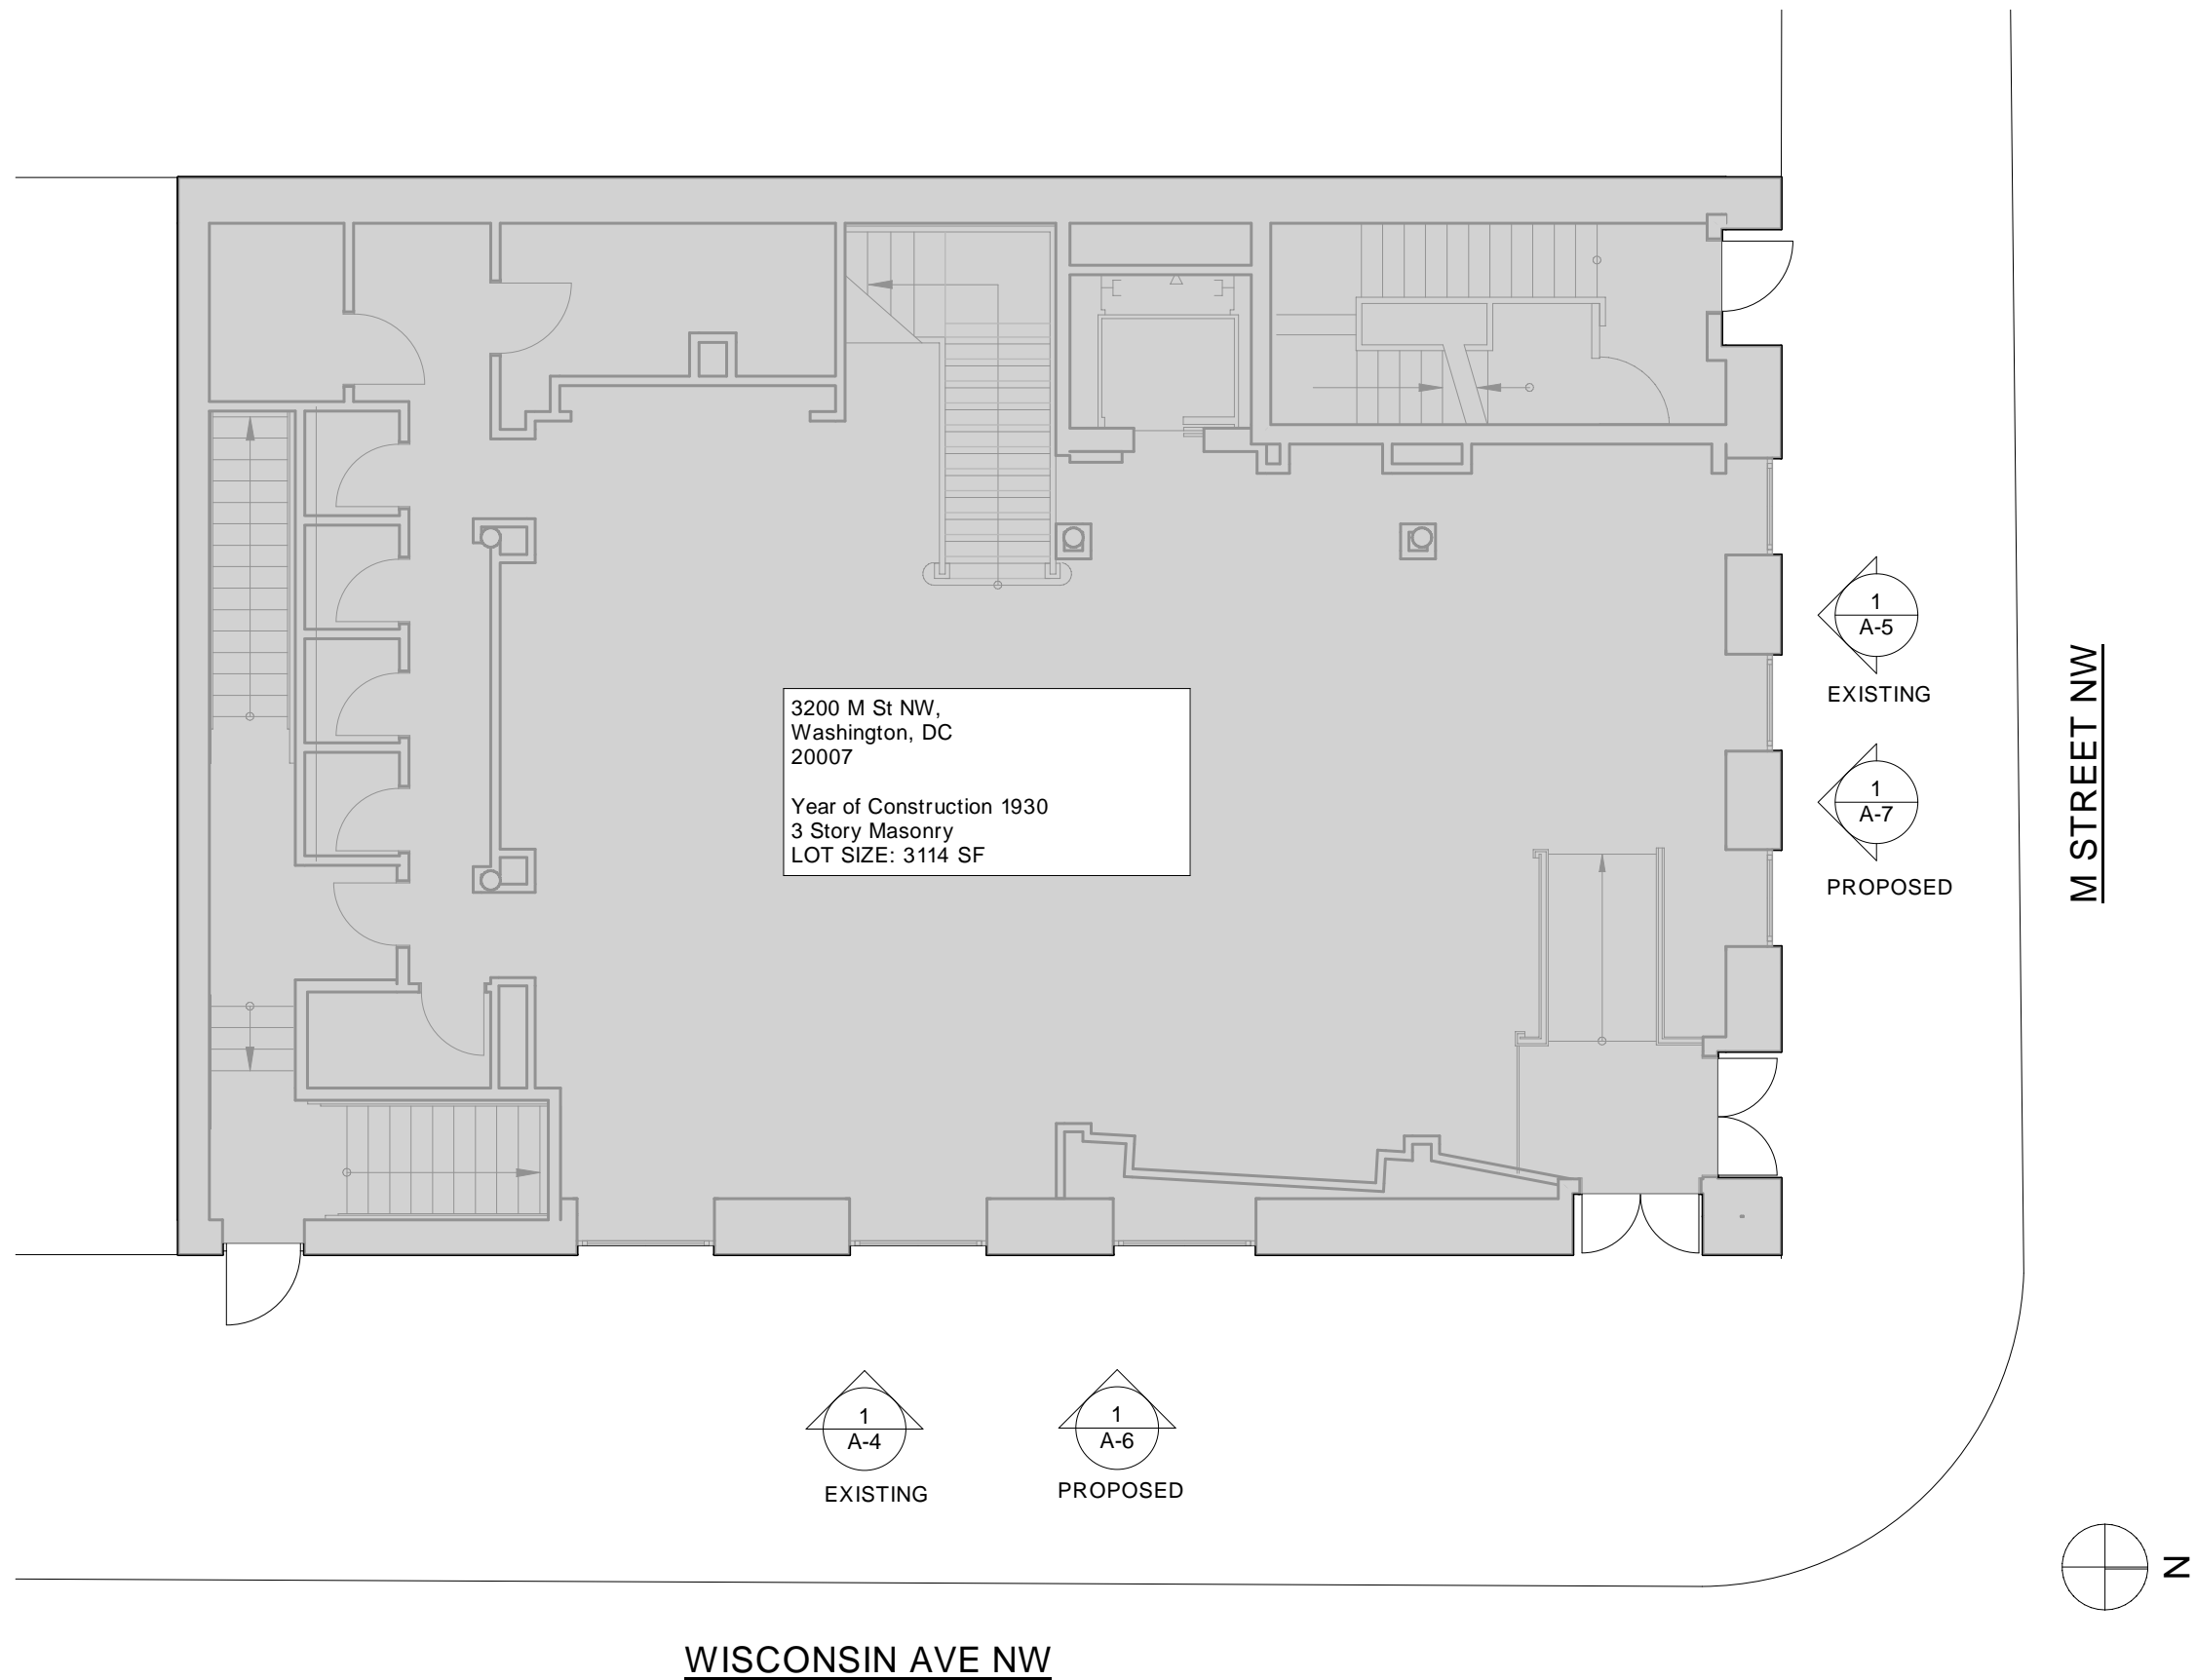 3200 M St NW,
Washington, DC
20007
Year of Construction 1930
3 Story Masonry
LOT SIZE: 3114 SF
1
A-5
EXISTING
1
A-7
PROPOSED
M STREET NW
1
A-4
EXISTING
1
A-6
PROPOSED
N
WISCONSIN AVE NW